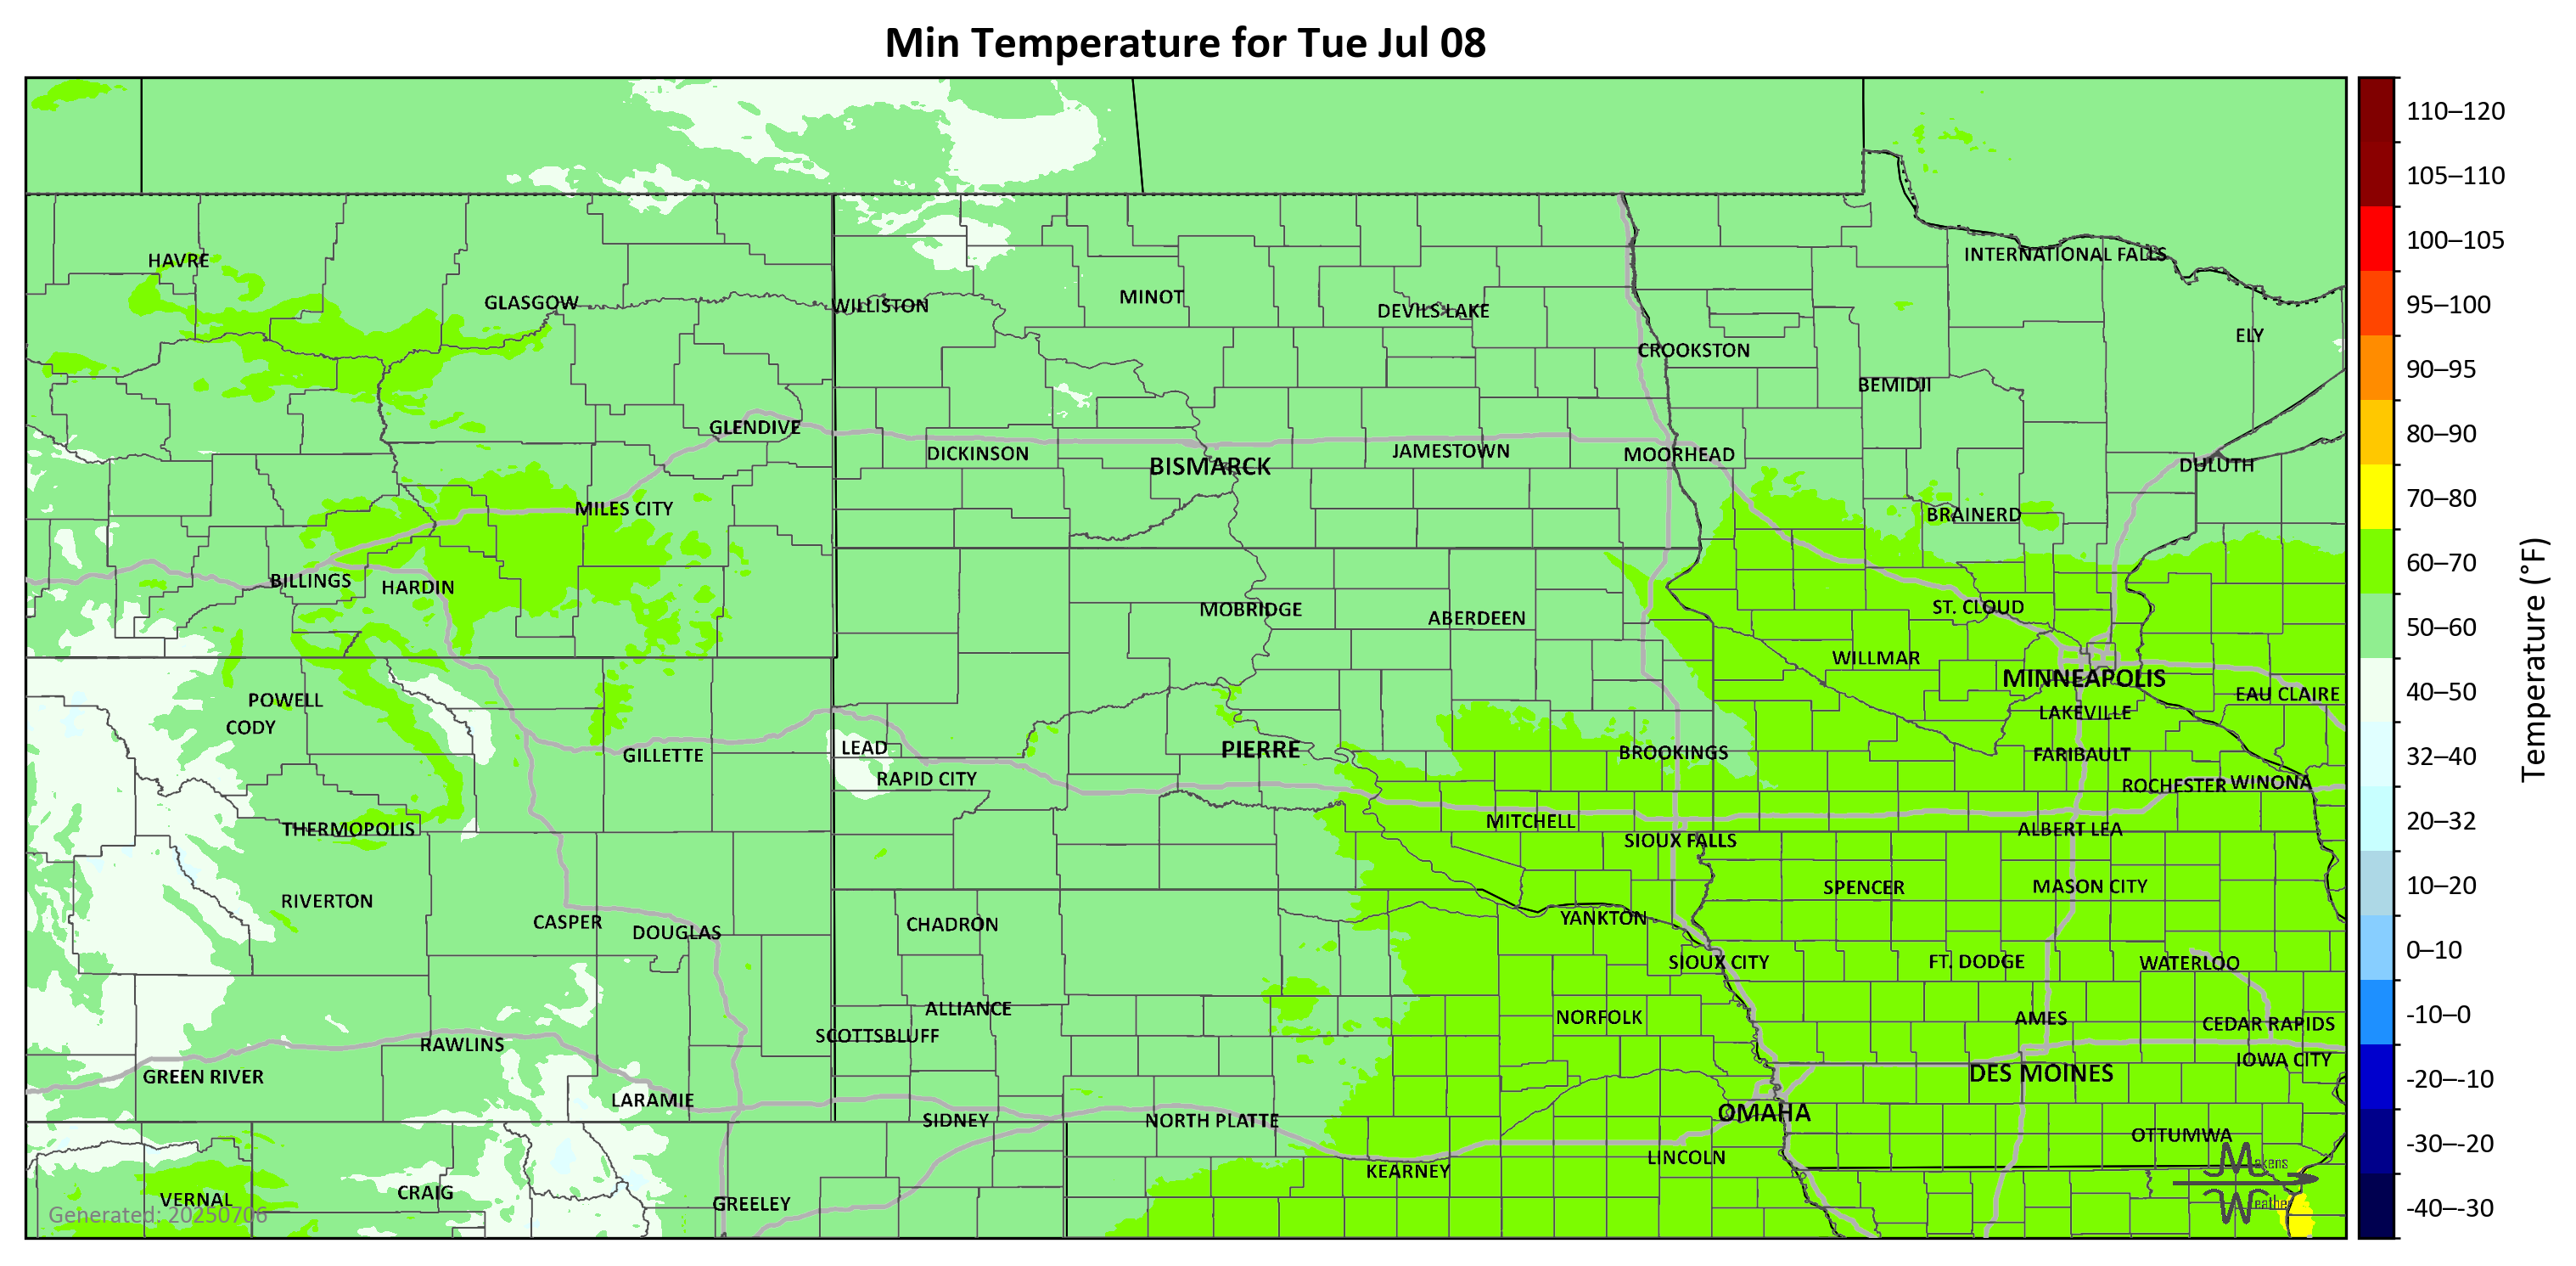 Min Temperature for Tue Jul 08
110–120
105–110
100–105
95–100
90–95
80–90
70–80
60–70
50–60
40–50
32–40
20–32
10–20
0–10
-10–0
-20–-10
-30–-20
-40–-30
Temperature (°F)
HAVRE
GLASGOW
WILLISTON
MINOT
DEVILS LAKE
INTERNATIONAL FALLS
ELY
CROOKSTON
BEMIDJI
GLENDIVE
DICKINSON
BISMARCK
JAMESTOWN
MOORHEAD
DULUTH
MILES CITY
BRAINERD
BILLINGS
HARDIN
MOBRIDGE
ABERDEEN
ST. CLOUD
WILLMAR
MINNEAPOLIS
EAU CLAIRE
POWELL
CODY
LAKEVILLE
GILLETTE
LEAD
RAPID CITY
PIERRE
BROOKINGS
FARIBAULT
ROCHESTER
WINONA
THERMOPOLIS
MITCHELL
SIOUX FALLS
ALBERT LEA
RIVERTON
SPENCER
MASON CITY
CASPER
DOUGLAS
CHADRON
YANKTON
SIOUX CITY
FT. DODGE
WATERLOO
ALLIANCE
SCOTTSBLUFF
NORFOLK
AMES
CEDAR RAPIDS
RAWLINS
IOWA CITY
GREEN RIVER
DES MOINES
LARAMIE
SIDNEY
NORTH PLATTE
OMAHA
OTTUMWA
LINCOLN
KEARNEY
VERNAL
CRAIG
GREELEY
Makens
Weather
Generated: 20250706